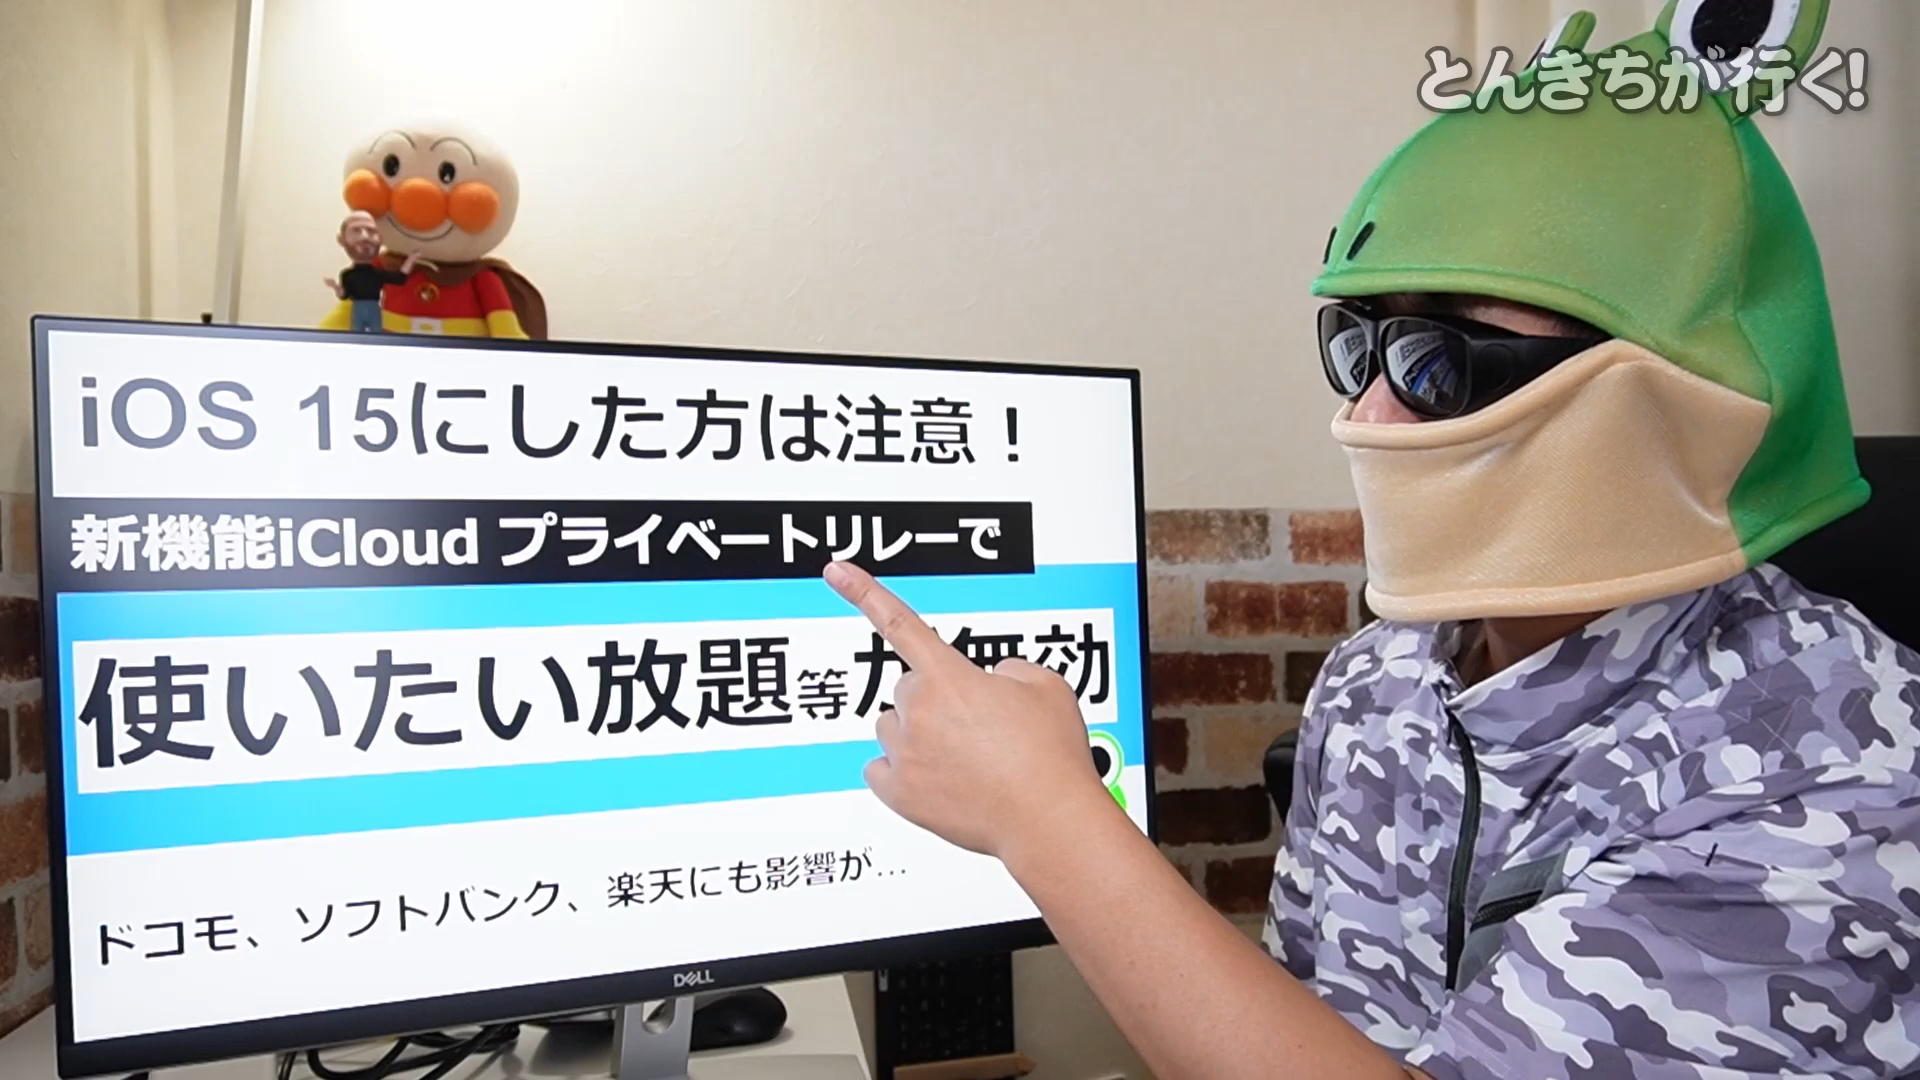 とんきちが行く!
iOS 15にした方は注意！
新機能iCloud プライベートリレーで
使いたい放題等が無効
ドコモ、ソフトバンク、楽天にも影響が…
DELL